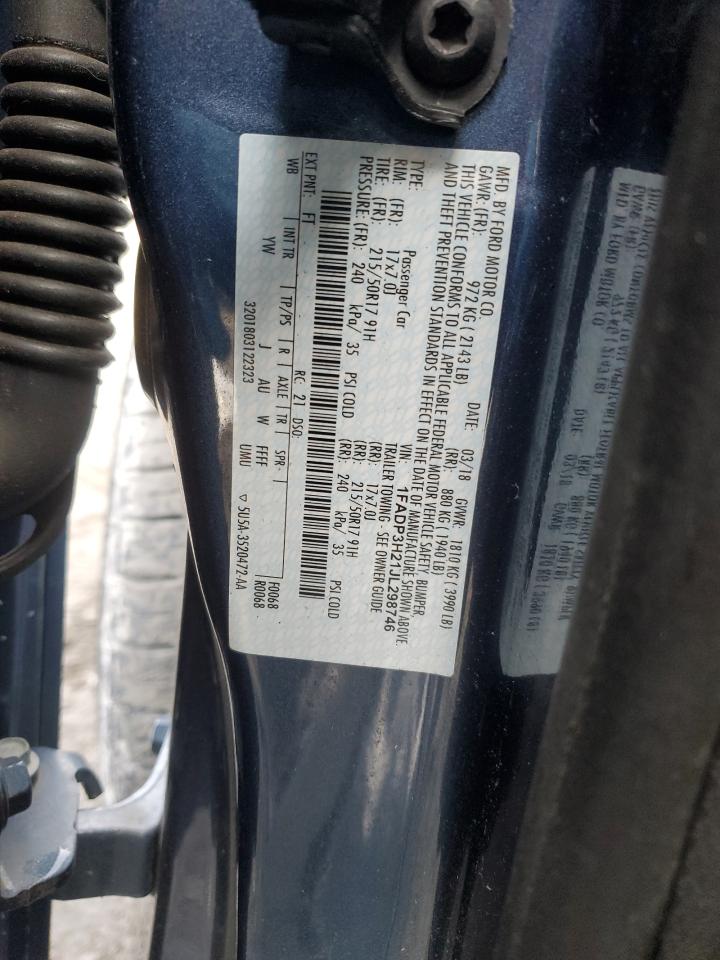 MFD. BY FORD MOTOR CO.
DATE: 03/18 GVWR: 1810 KG ( 3990 LB)
GAWR: (FR): 972 KG ( 2143 LB) (RR): 880 KG ( 1940 LB)
THIS VEHICLE CONFORMS TO ALL APPLICABLE FEDERAL MOTOR VEHICLE SAFETY, BUMPER,
AND THEFT PREVENTION STANDARDS IN EFFECT ON THE DATE OF MANUFACTURE SHOWN ABOVE.
VIN: 1FADP3H21JL298746
TYPE: Passenger Car TRAILER TOWING - SEE OWNER GUIDE
RIM: (FR): 17x7.0J (RR): 17x7.0J
TIRE: (FR): 215/50R17 91H (RR): 215/50R17 91H
PRESSURE: (FR): 240 kPa/ 35 PSI COLD (RR): 240 kPa/ 35 PSI COLD
EXT PNT: FT RC: 21 DSO: F0068
R0068
WB INT TR TP/PS R AXLE TR SPR
YW J AU W FFFF
3201803122323 UMU ▽ 5U5A-3520472-AA